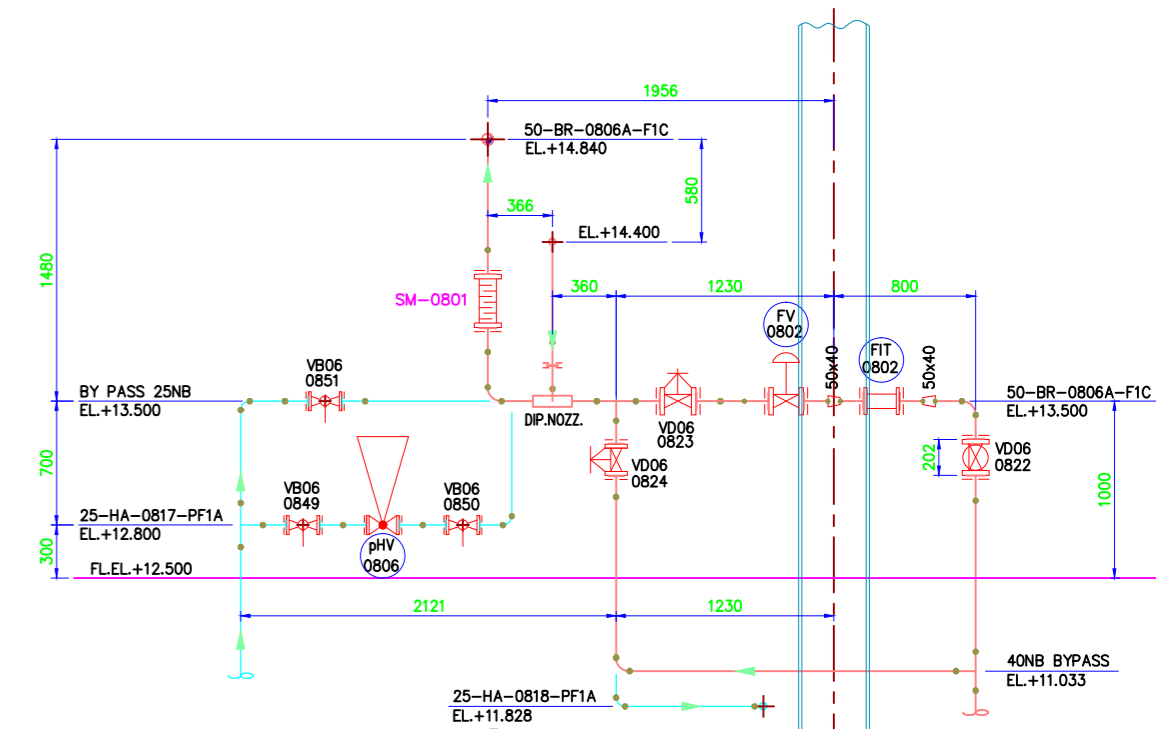 1956
50-BR-0806A-F1C
EL.+14.840
580
366
EL.+14.400
1480
SM-0801
360
1230
800
FV
0802
FIT
0802
50x40
50x40
VB06
0851
BY PASS 25NB
EL.+13.500
DIP.NOZZ.
VD06
0823
50-BR-0806A-F1C
EL.+13.500
VD06
0824
202
VD06
0822
700
VB06
0849
VB06
0850
1000
25-HA-0817-PF1A
EL.+12.800
pHV
0806
300
FL.EL.+12.500
2121
1230
40NB BYPASS
EL.+11.033
25-HA-0818-PF1A
EL.+11.828